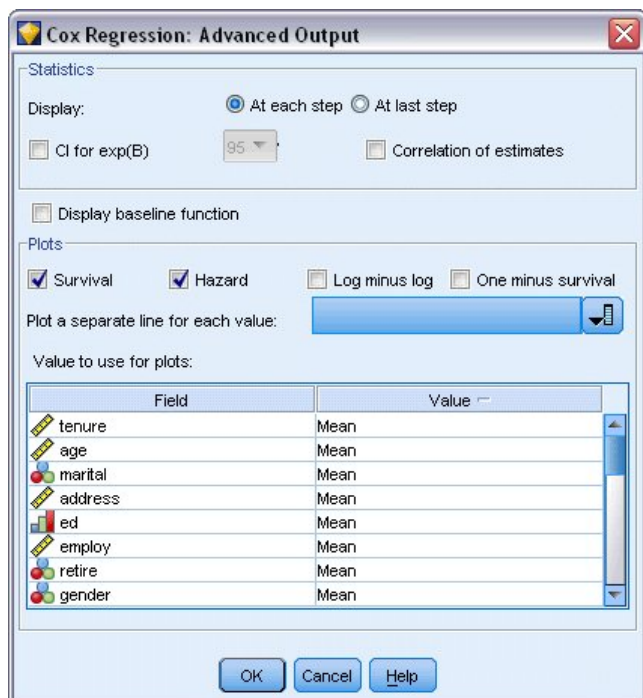 Cox Regression: Advanced Output
Statistics
Display: At each step At last step
CI for exp(B) 95 Correlation of estimates
Display baseline function
Plots
Survival Hazard Log minus log One minus survival
Plot a separate line for each value:
Value to use for plots:
Field Value
tenure Mean
age Mean
marital Mean
address Mean
ed Mean
employ Mean
retire Mean
gender Mean
OK Cancel Help